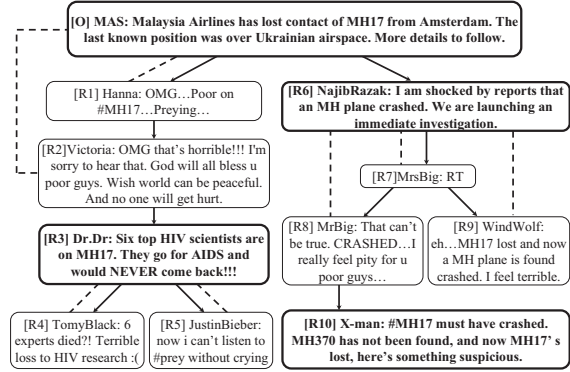 [O] MAS: Malaysia Airlines has lost contact of MH17 from Amsterdam. The
last known position was over Ukrainian airspace. More details to follow.
[R1] Hanna: OMG…Poor on
#MH17…Preying…
[R6] NajibRazak: I am shocked by reports that
an MH plane crashed. We are launching an
immediate investigation.
[R2]Victoria: OMG that's horrible!!! I'm
sorry to hear that. God will all bless u
poor guys. Wish world can be peaceful.
And no one will get hurt.
[R7]MrsBig: RT
[R3] Dr.Dr: Six top HIV scientists are
on MH17. They go for AIDS and
would NEVER come back!!!
[R8] MrBig: That can't
be true. CRASHED…I
really feel pity for u
poor guys…
[R9] WindWolf:
eh…MH17 lost and now
a MH plane is found
crashed. I feel terrible.
[R4] TomyBlack: 6
experts died?! Terrible
loss to HIV research :(
[R5] JustinBieber:
now i can't listen to
#prey without crying
[R10] X-man: #MH17 must have crashed.
MH370 has not been found, and now MH17' s
lost, here's something suspicious.